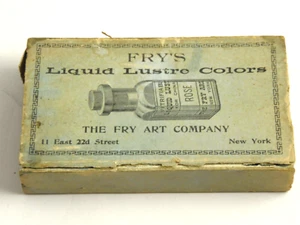 FRY'S
Liquid Lustre Colors
ROSE
THE FRY ART COMPANY
11 East 22d Street New York